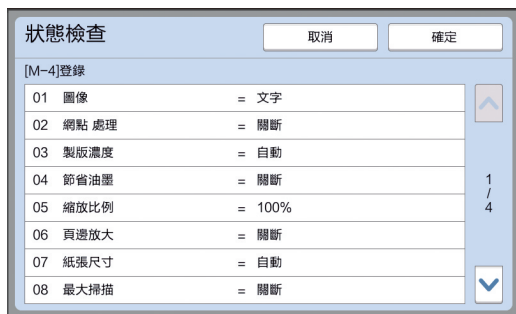 狀態檢查 取消 確定
[M-4]登錄
01 圖像 = 文字
02 網點 處理 = 關斷
03 製版濃度 = 自動
04 節省油墨 = 關斷
05 縮放比例 = 100%
06 頁邊放大 = 關斷
07 紙張尺寸 = 自動
08 最大掃描 = 關斷
1
/
4